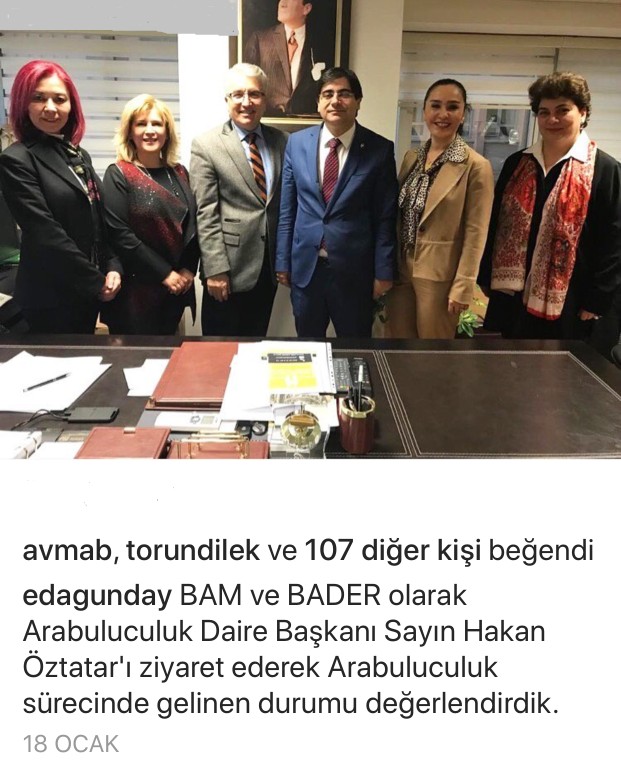 avmab, torundilek ve 107 diğer kişi beğendi
edagunday BAM ve BADER olarak
Arabuluculuk Daire Başkanı Sayın Hakan
Öztatar'ı ziyaret ederek Arabuluculuk
sürecinde gelinen durumu değerlendirdik.
18 OCAK